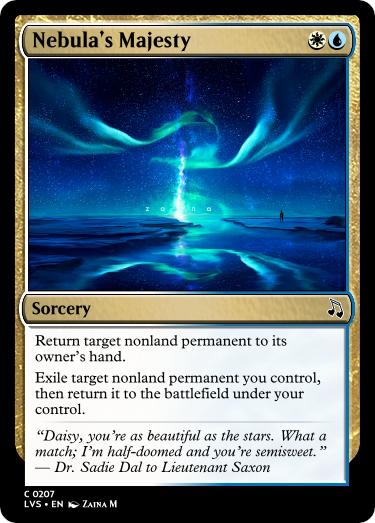 Nebula's Majesty
zaina
Sorcery
Return target nonland permanent to its
owner's hand.
Exile target nonland permanent you control,
then return it to the battlefield under your
control.
“Daisy, you're as beautiful as the stars. What a
match; I'm half-doomed and you're semisweet.”
— Dr. Sadie Dal to Lieutenant Saxon
C 0207
LVS • EN Zaina M